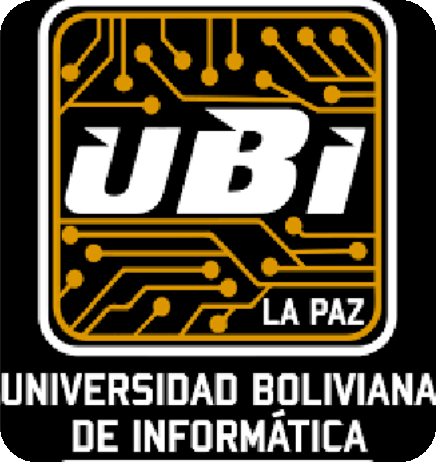 UBI
LA PAZ
UNIVERSIDAD BOLIVIANA
DE INFORMÁTICA